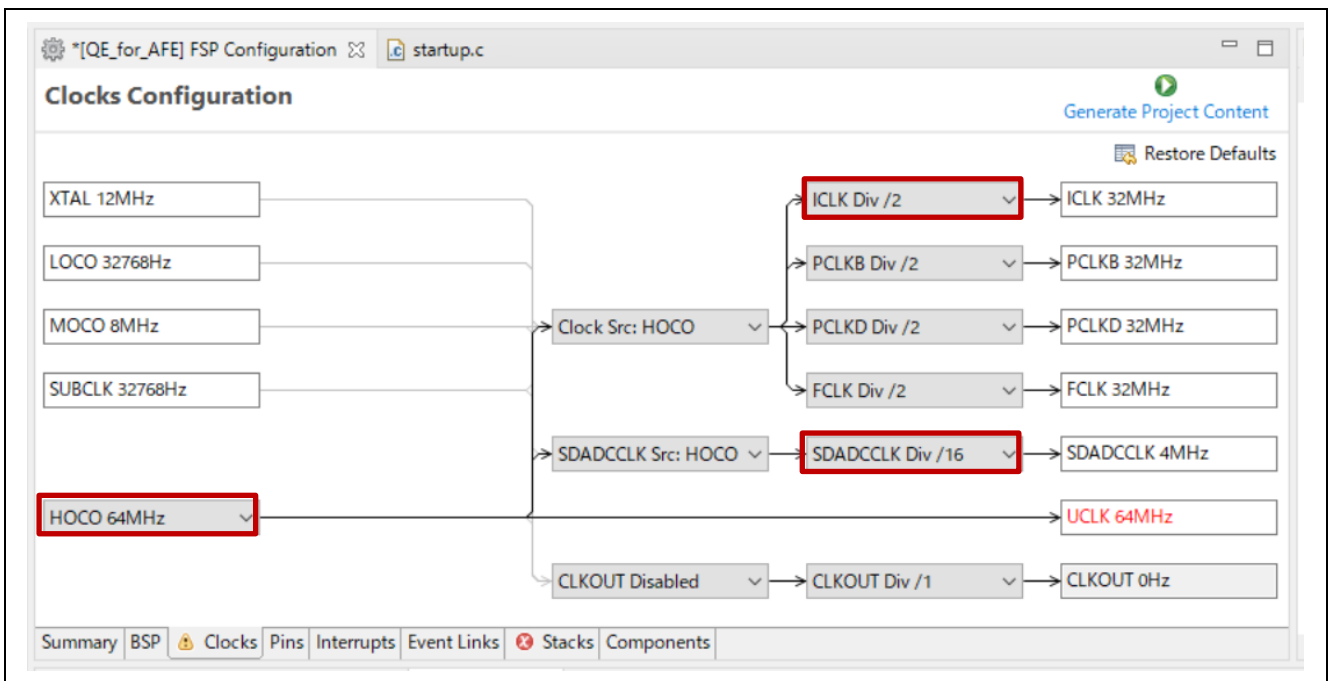 *[QE_for_AFE] FSP Configuration startup.c
Clocks Configuration
Generate Project Content
Restore Defaults
XTAL 12MHz ICLK Div /2 ICLK 32MHz
LOCO 32768Hz PCLKB Div /2 PCLKB 32MHz
MOCO 8MHz Clock Src: HOCO PCLKD Div /2 PCLKD 32MHz
SUBCLK 32768Hz FCLK Div /2 FCLK 32MHz
SDADCCLK Src: HOCO SDADCCLK Div /16 SDADCCLK 4MHz
HOCO 64MHz UCLK 64MHz
CLKOUT Disabled CLKOUT Div /1 CLKOUT 0Hz
Summary BSP Clocks Pins Interrupts Event Links Stacks Components